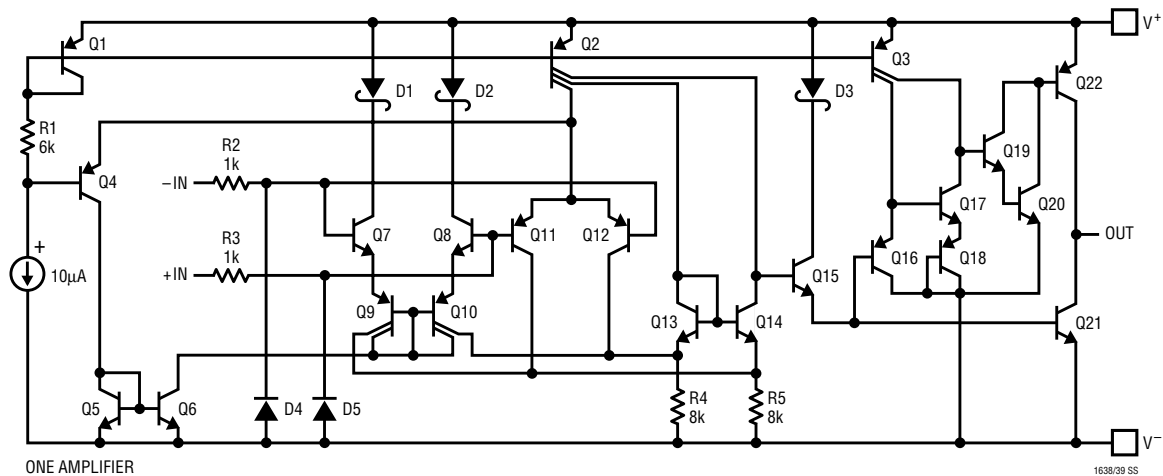 V+
Q1
Q2
Q3
Q22
D1
D2
D3
R1
6k
R2
1k
Q19
Q4
–IN
Q17
Q20
Q7
Q8
Q11
Q12
OUT
R3
1k
Q16
Q18
+
10µA
+IN
Q15
Q9
Q10
Q13
Q14
Q21
Q5
Q6
D4
D5
R4
8k
R5
8k
V–
ONE AMPLIFIER
1638/39 SS